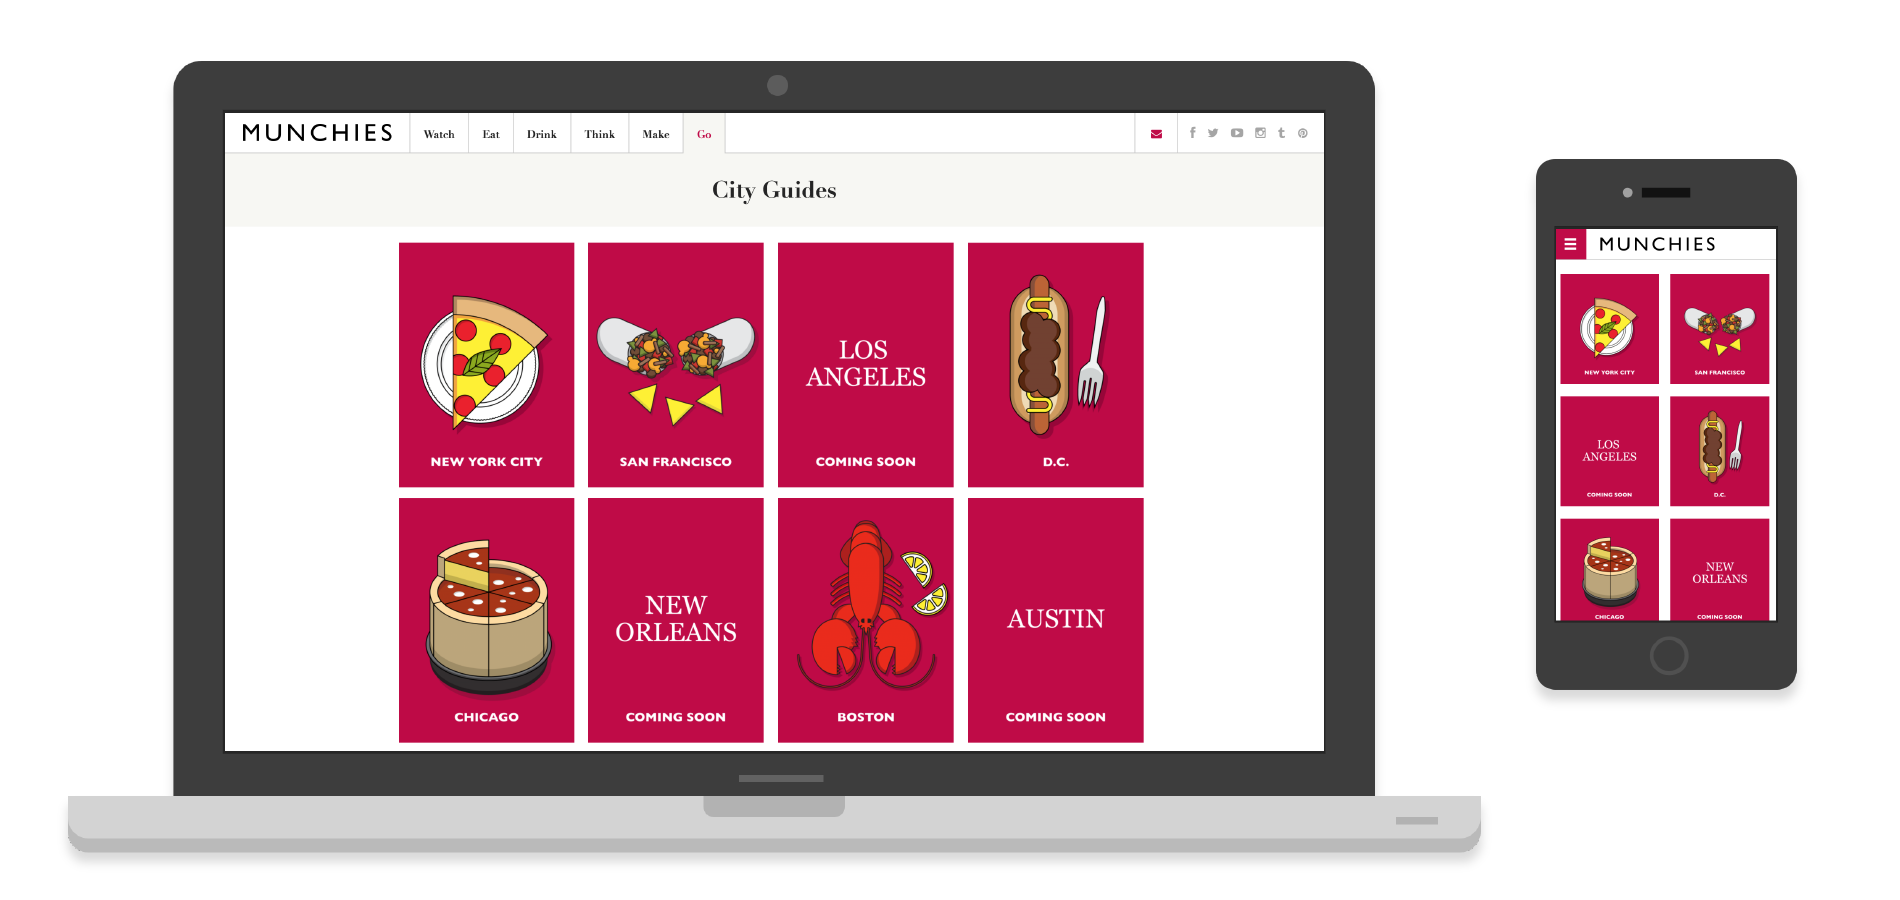 MUNCHIES
Watch
Eat
Drink
Think
Make
Go
City Guides
NEW YORK CITY
SAN FRANCISCO
LOS
ANGELES
COMING SOON
D.C.
CHICAGO
NEW
ORLEANS
COMING SOON
BOSTON
AUSTIN
COMING SOON
MUNCHIES
NEW YORK CITY
SAN FRANCISCO
LOS
ANGELES
COMING SOON
D.C.
CHICAGO
NEW
ORLEANS
COMING SOON